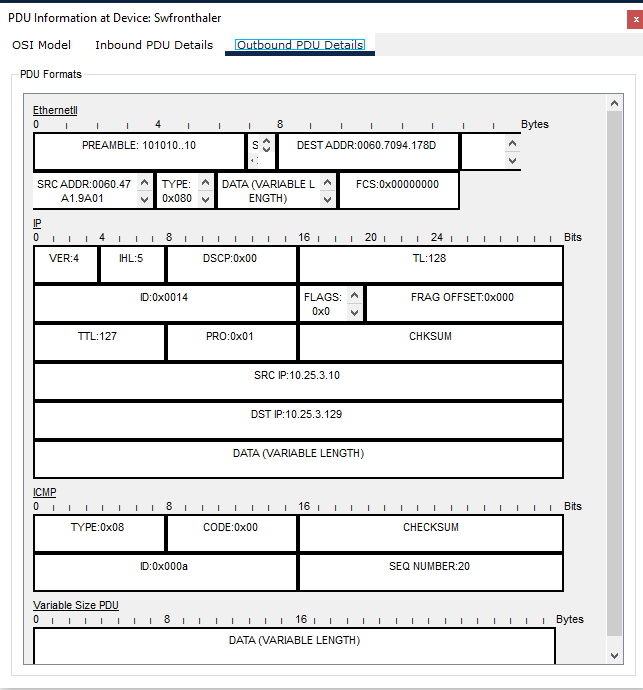 PDU Information at Device: Swfronthaler
x
OSI Model Inbound PDU Details Outbound PDU Details
PDU Formats
EthernetII
0 4 8 Bytes
PREAMBLE: 101010..10 S DEST ADDR:0060.7094.178D
SRC ADDR:0060.47 TYPE: DATA (VARIABLE L FCS:0x00000000
A1.9A01 0x080 ENGTH)
IP
0 4 8 16 20 24 Bits
VER:4 IHL:5 DSCP:0x00 TL:128
ID:0x0014 FLAGS: FRAG OFFSET:0x000
0x0
TTL:127 PRO:0x01 CHKSUM
SRC IP:10.25.3.10
DST IP:10.25.3.129
DATA (VARIABLE LENGTH)
ICMP
0 8 16 Bits
TYPE:0x08 CODE:0x00 CHECKSUM
ID:0x000a SEQ NUMBER:20
Variable Size PDU
0 8 16 Bytes
DATA (VARIABLE LENGTH)